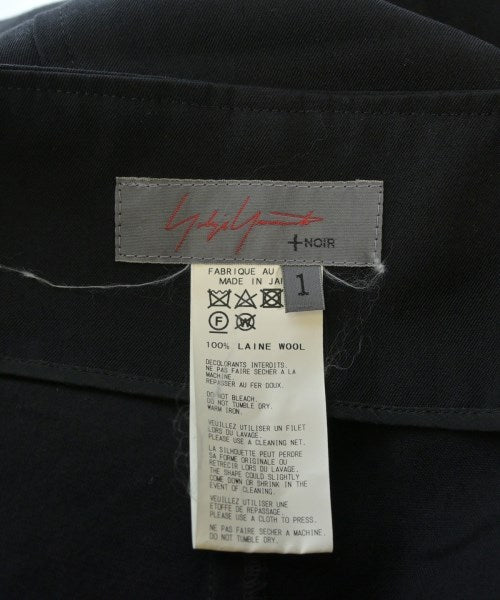 Yohji Yamamoto
+NOIR
1
FABRIQUE AU
MADE IN JA
F
W
100% LAINE WOOL
DECOLORANTS INTERDITS.
NE PAS FAIRE SECHER A LA
MACHINE.
REPASSER AU FER DOUX.
DO NOT BLEACH.
DO NOT TUMBLE DRY.
WARM IRON.
VEUILLEZ UTILISER UN FILET
LORS DU LAVAGE.
PLEASE USE A CLEANING NET.
LA SILHOUETTE PEUT PERDRE
SA FORME ORIGINALE OU
RETRECIR LORS DU LAVAGE.
THE SHAPE COULD SLIGHTLY
COME DOWN OR SHRINK IN THE
EVENT OF CLEANING.
VEUILLEZ UTILISER UNE
ETOFFE DE REPASSAGE.
PLEASE USE A CLOTH TO PRESS.
NE PAS FAIRE SECHER A MACHINE.
DO NOT TUMBLE DRY.